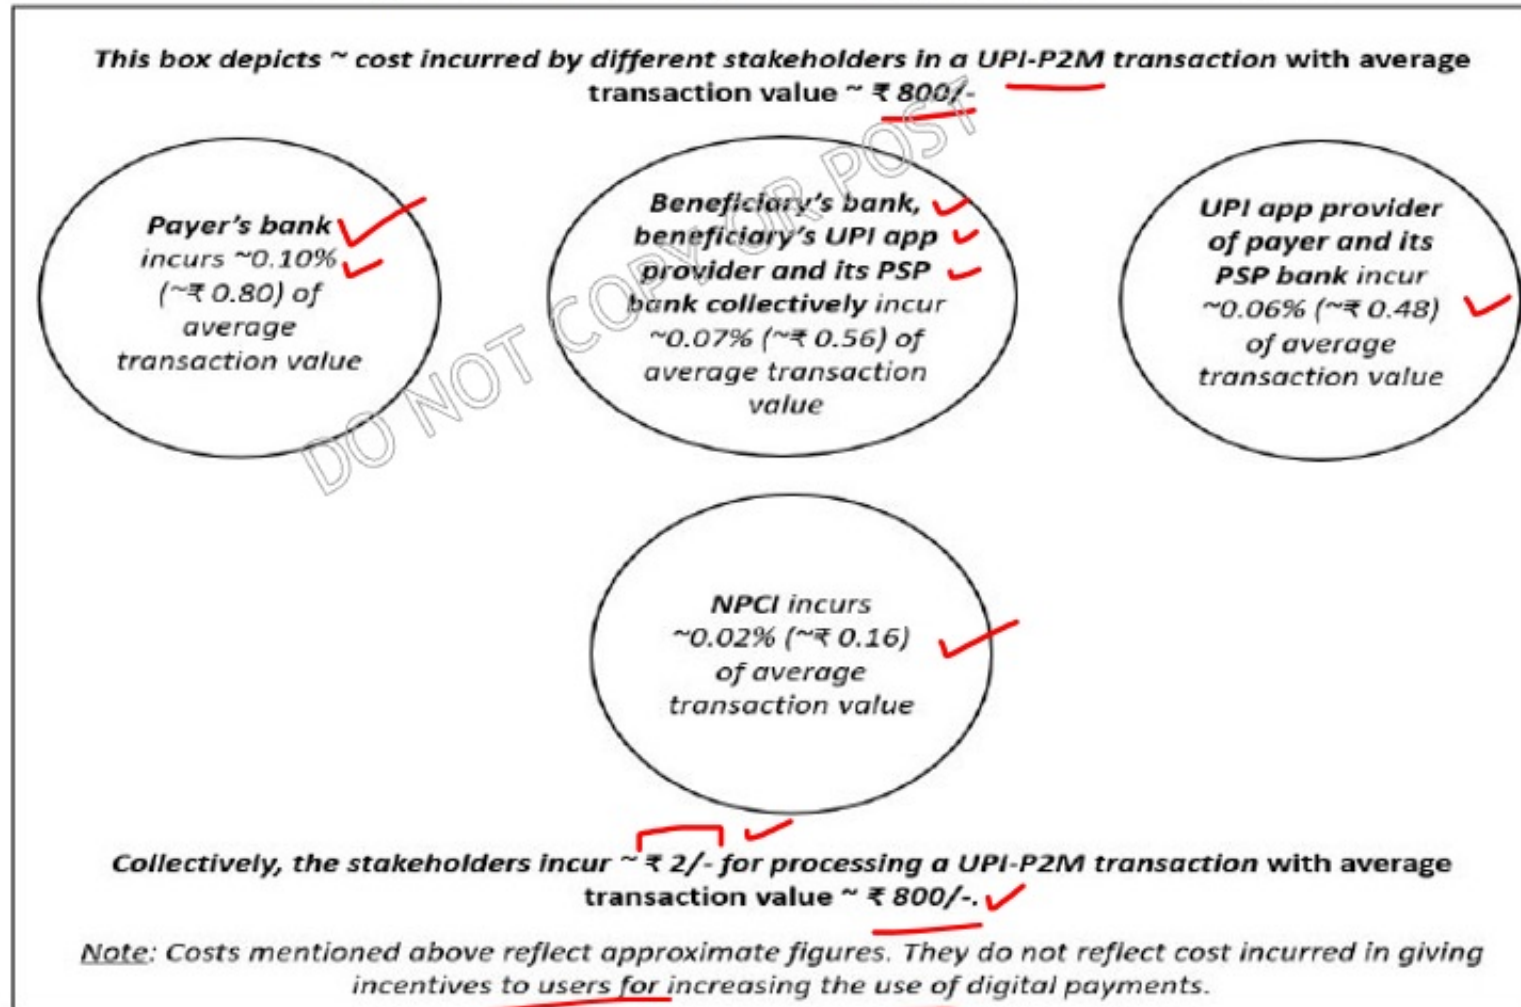 This box depicts ~ cost incurred by different stakeholders in a UPI-P2M transaction with average
transaction value ~ ₹ 800/-
Payer's bank
incurs ~0.10%
(~₹ 0.80) of
average
transaction value
Beneficiary's bank,
beneficiary's UPI app
provider and its PSP
bank collectively incur
~0.07% (~₹ 0.56) of
average transaction
value
UPI app provider
of payer and its
PSP bank incur
~0.06% (~₹ 0.48)
of average
transaction value
DO NOT COPY OR POST
NPCI incurs
~0.02% (~₹ 0.16)
of average
transaction value
Collectively, the stakeholders incur ~ ₹ 2/- for processing a UPI-P2M transaction with average
transaction value ~ ₹ 800/-.
Note: Costs mentioned above reflect approximate figures. They do not reflect cost incurred in giving
incentives to users for increasing the use of digital payments.